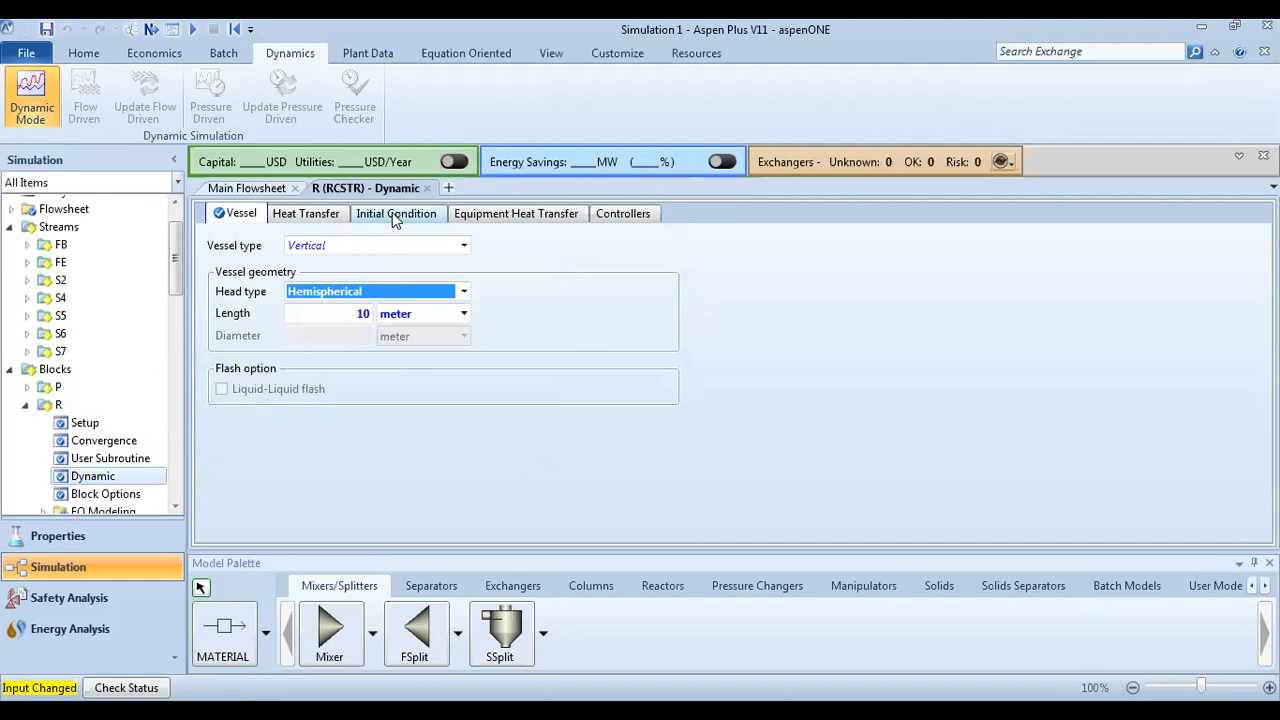 Simulation 1 - Aspen Plus V11 - aspenONE
File Home Economics Batch Dynamics Plant Data Equation Oriented View Customize Resources Search Exchange
Dynamic Mode
Flow Driven
Update Flow Driven
Pressure Driven
Update Pressure Driven
Pressure Checker
Dynamic Simulation
Simulation
Capital: ____USD Utilities: ____USD/Year
Energy Savings: ____MW (____%)
Exchangers - Unknown: 0 OK: 0 Risk: 0
All Items
Main Flowsheet R (RCSTR) - Dynamic
Flowsheet
Streams
FB
FE
S2
S4
S5
S6
S7
Blocks
P
R
Setup
Convergence
User Subroutine
Dynamic
Block Options
EO Modeling
Vessel Heat Transfer Initial Condition Equipment Heat Transfer Controllers
Vessel type Vertical
Vessel geometry
Head type Hemispherical
Length 10 meter
Diameter meter
Flash option
Liquid-Liquid flash
Properties
Simulation
Safety Analysis
Energy Analysis
Model Palette
Mixers/Splitters Separators Exchangers Columns Reactors Pressure Changers Manipulators Solids Solids Separators Batch Models User Mode
MATERIAL Mixer FSplit SSplit
Input Changed Check Status 100%